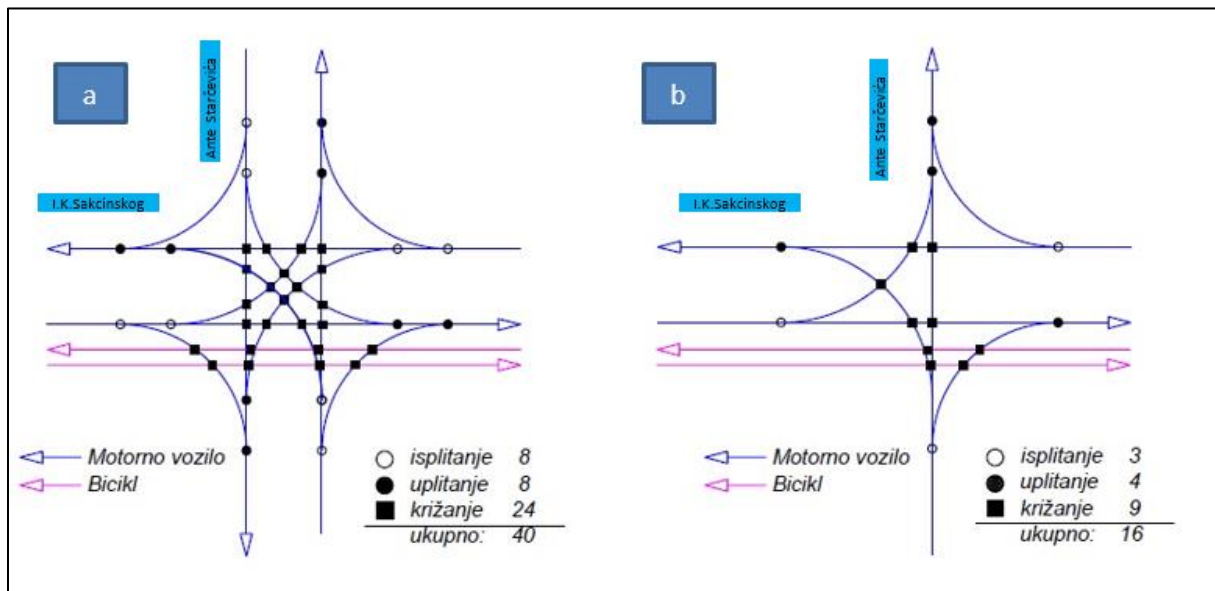 a
Ante Starčevića
I.K.Sakcinskog
Motorno vozilo
Bicikl
isplitanje 8
uplitanje 8
križanje 24
ukupno: 40
b
Ante Starčevića
I.K.Sakcinskog
Motorno vozilo
Bicikl
isplitanje 3
uplitanje 4
križanje 9
ukupno: 16